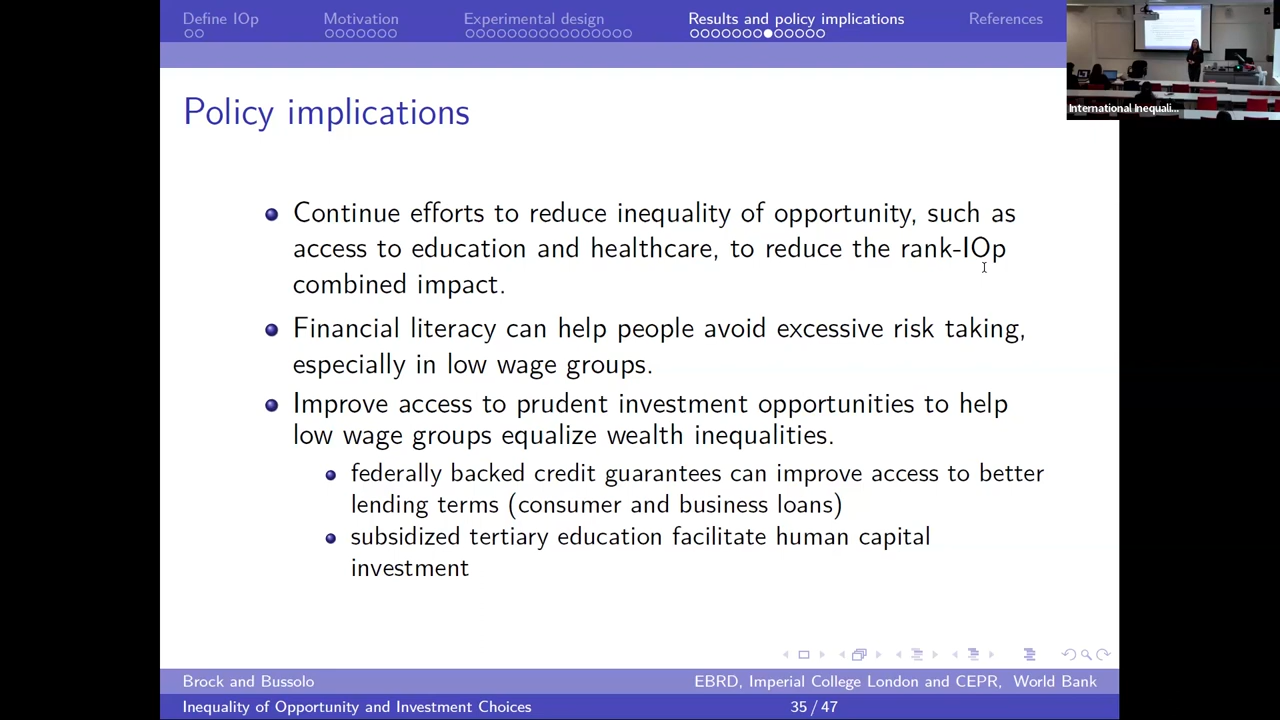 Define IOp
Motivation
Experimental design
Results and policy implications
References
International Inequali...
Policy implications
Continue efforts to reduce inequality of opportunity, such as
access to education and healthcare, to reduce the rank-IOp
combined impact.
Financial literacy can help people avoid excessive risk taking,
especially in low wage groups.
Improve access to prudent investment opportunities to help
low wage groups equalize wealth inequalities.
federally backed credit guarantees can improve access to better
lending terms (consumer and business loans)
subsidized tertiary education facilitate human capital
investment
Brock and Bussolo
EBRD, Imperial College London and CEPR, World Bank
Inequality of Opportunity and Investment Choices
35 / 47